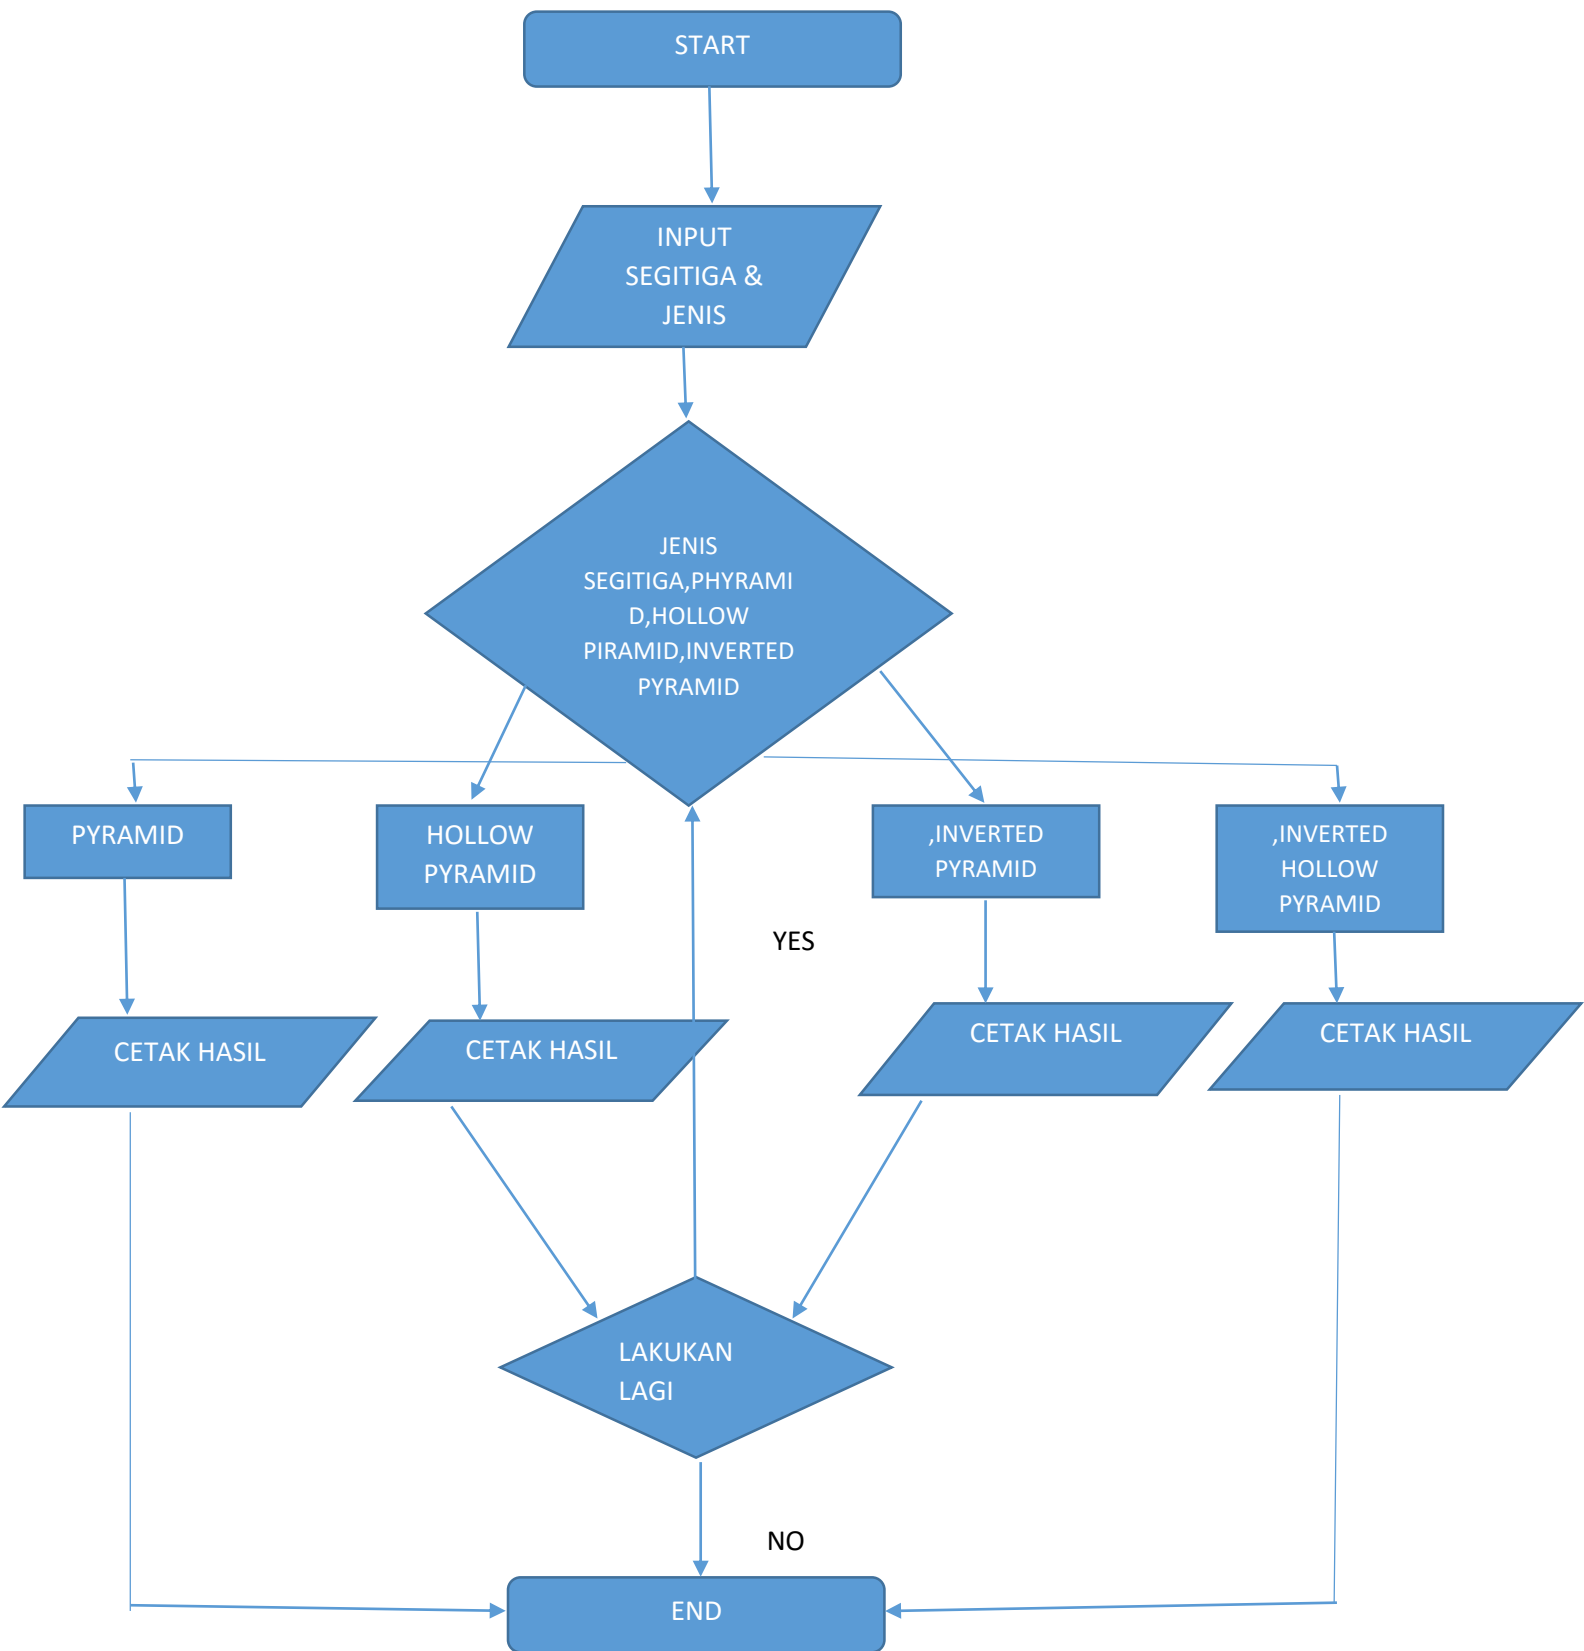 START
INPUT
SEGITIGA &
JENIS
JENIS
SEGITIGA,PHYRAMI
D,HOLLOW
PIRAMID,INVERTED
PYRAMID
PYRAMID
HOLLOW
PYRAMID
,INVERTED
PYRAMID
,INVERTED
HOLLOW
PYRAMID
YES
CETAK HASIL
CETAK HASIL
CETAK HASIL
CETAK HASIL
LAKUKAN
LAGI
NO
END